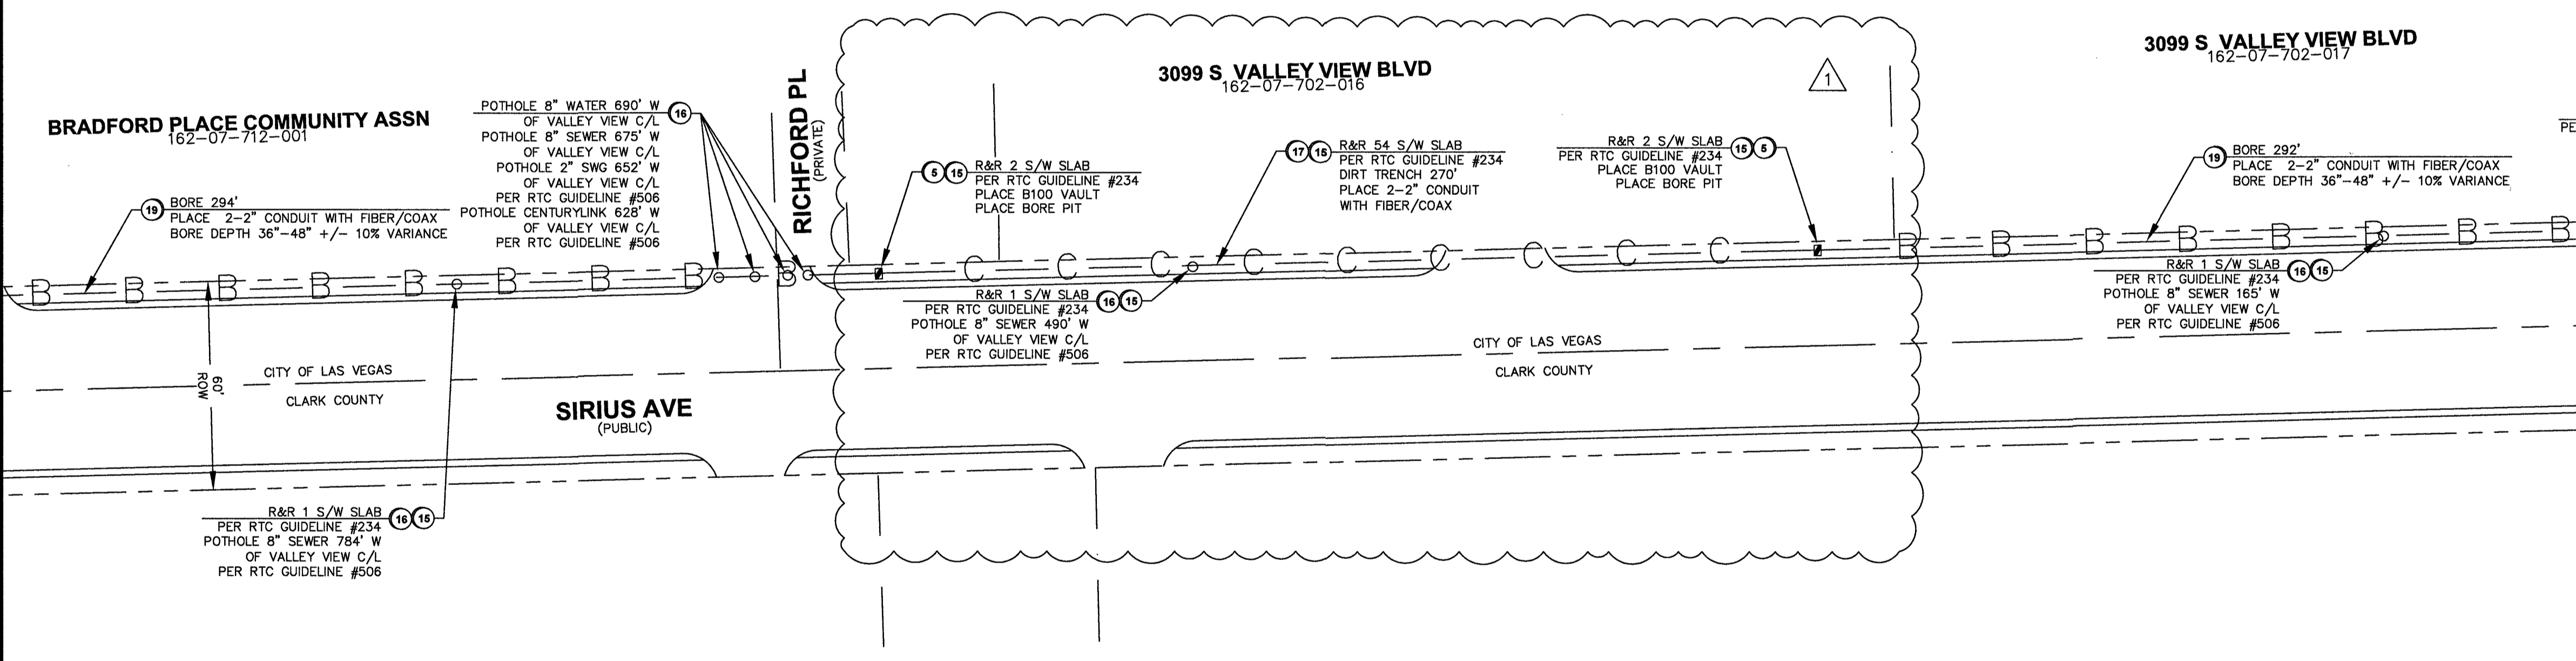 BRADFORD PLACE COMMUNITY ASSN
162-07-712-001
19
BORE 294'
PLACE 2-2" CONDUIT WITH FIBER/COAX
BORE DEPTH 36"-48" +/- 10% VARIANCE
POTHOLE 8" WATER 690' W
OF VALLEY VIEW C/L
POTHOLE 8" SEWER 675' W
OF VALLEY VIEW C/L
POTHOLE 2" SWG 652' W
OF VALLEY VIEW C/L
PER RTC GUIDELINE #506
POTHOLE CENTURYLINK 628' W
OF VALLEY VIEW C/L
PER RTC GUIDELINE #506
16
RICHFORD PL
(PRIVATE)
3099 S VALLEY VIEW BLVD
162-07-702-016
1
5 15
R&R 2 S/W SLAB
PER RTC GUIDELINE #234
PLACE B100 VAULT
PLACE BORE PIT
17 15
R&R 54 S/W SLAB
PER RTC GUIDELINE #234
DIRT TRENCH 270'
PLACE 2-2" CONDUIT
WITH FIBER/COAX
R&R 2 S/W SLAB
PER RTC GUIDELINE #234
PLACE B100 VAULT
PLACE BORE PIT
15 5
3099 S VALLEY VIEW BLVD
162-07-702-017
19
BORE 292'
PLACE 2-2" CONDUIT WITH FIBER/COAX
BORE DEPTH 36"-48" +/- 10% VARIANCE
PE
B B B B B B B B B C C C C C C C C C B B B B B B B B
R&R 1 S/W SLAB
PER RTC GUIDELINE #234
POTHOLE 8" SEWER 490' W
OF VALLEY VIEW C/L
PER RTC GUIDELINE #506
16 15
R&R 1 S/W SLAB
PER RTC GUIDELINE #234
POTHOLE 8" SEWER 165' W
OF VALLEY VIEW C/L
PER RTC GUIDELINE #506
16 15
60'
ROW
CITY OF LAS VEGAS
CLARK COUNTY
CITY OF LAS VEGAS
CLARK COUNTY
SIRIUS AVE
(PUBLIC)
R&R 1 S/W SLAB
PER RTC GUIDELINE #234
POTHOLE 8" SEWER 784' W
OF VALLEY VIEW C/L
PER RTC GUIDELINE #506
16 15